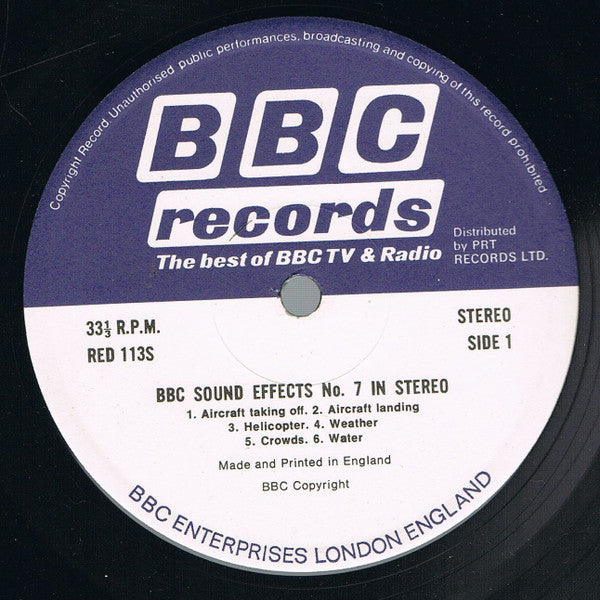 Copyright Record. Unauthorised public performances, broadcasting and copying of this record prohibited
BBC
records
The best of BBC TV & Radio
Distributed
by PRT
RECORDS LTD.
33⅓ R.P.M.
RED 113S
STEREO
SIDE 1
BBC SOUND EFFECTS No. 7 IN STEREO
1. Aircraft taking off. 2. Aircraft landing
3. Helicopter. 4. Weather
5. Crowds. 6. Water
Made and Printed in England
BBC Copyright
BBC ENTERPRISES LONDON ENGLAND